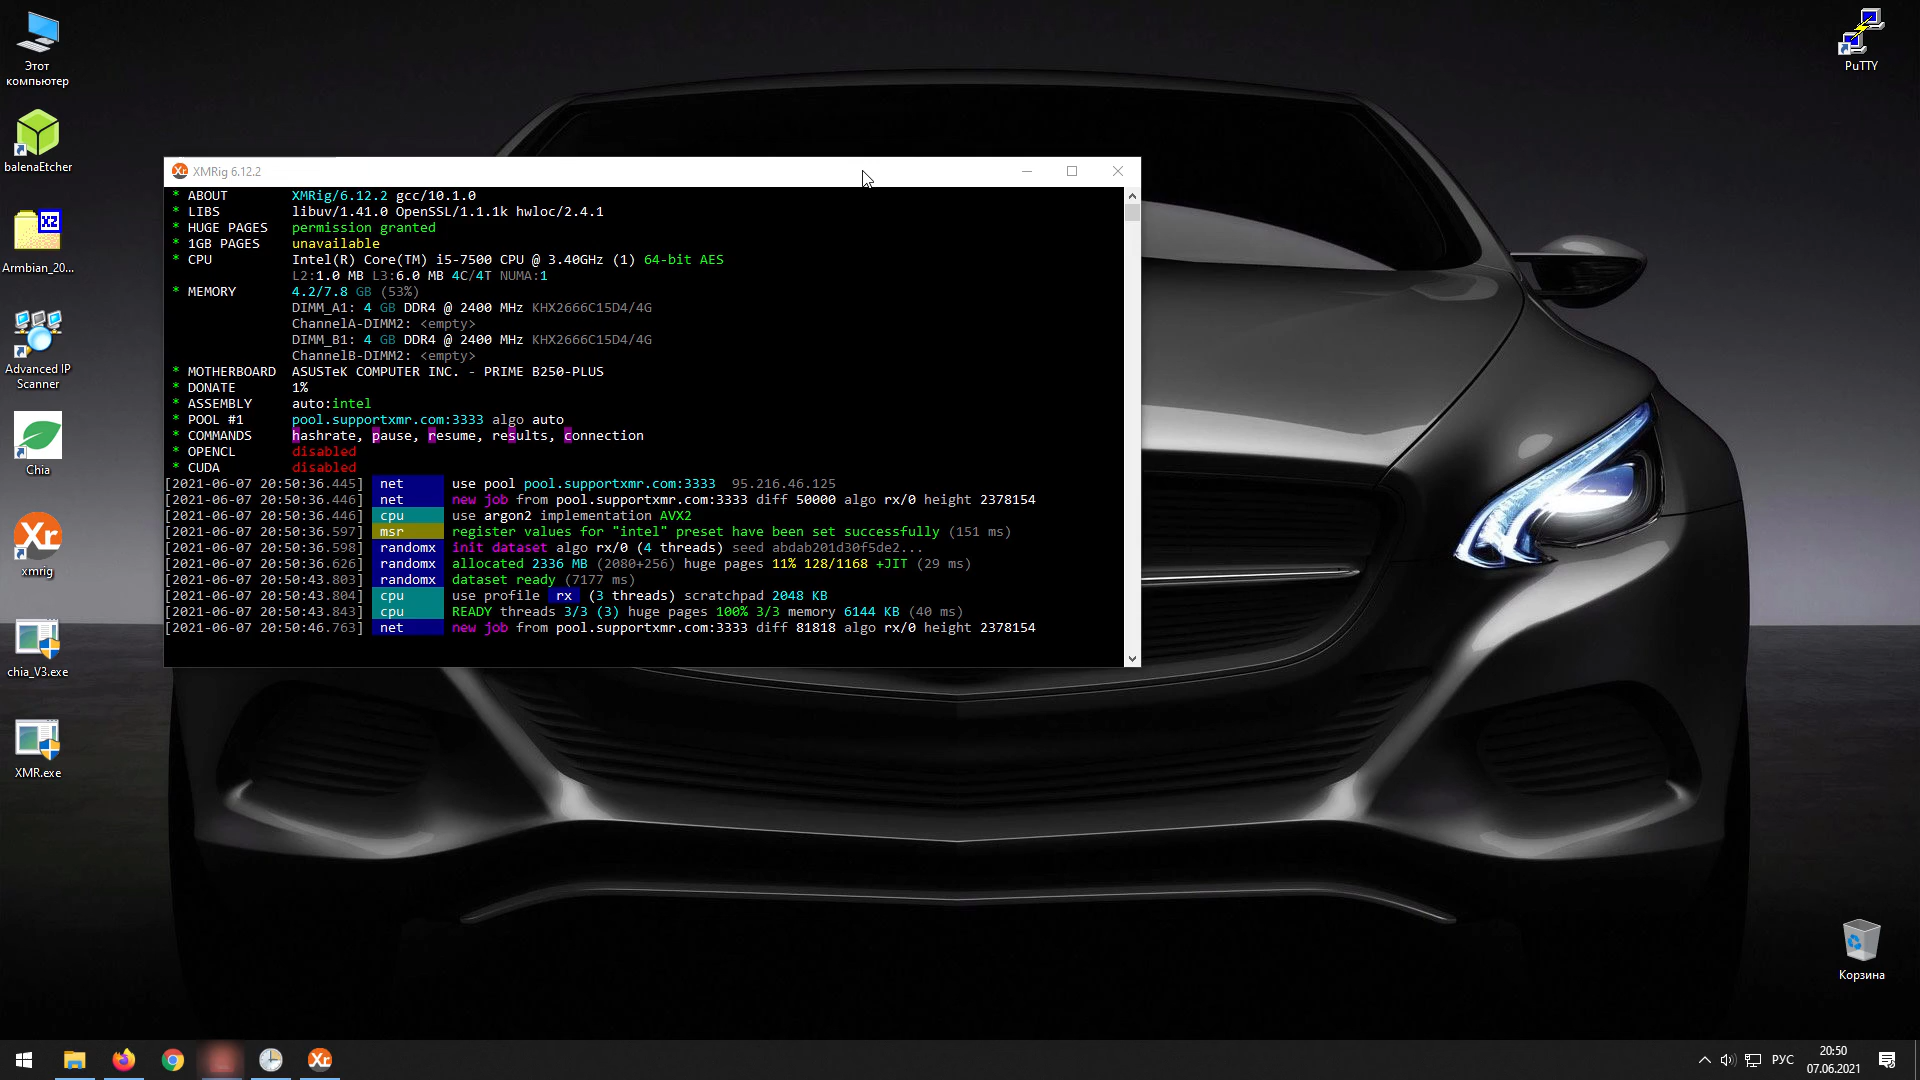 Этот
компьютер
balenaEtcher
Armbian_20...
Advanced IP
Scanner
Chia
xmrig
chia_V3.exe
XMR.exe
PuTTY
Корзина
XMRig 6.12.2
* ABOUT XMRig/6.12.2 gcc/10.1.0
* LIBS libuv/1.41.0 OpenSSL/1.1.1k hwloc/2.4.1
* HUGE PAGES permission granted
* 1GB PAGES unavailable
* CPU Intel(R) Core(TM) i5-7500 CPU @ 3.40GHz (1) 64-bit AES
L2:1.0 MB L3:6.0 MB 4C/4T NUMA:1
* MEMORY 4.2/7.8 GB (53%)
DIMM_A1: 4 GB DDR4 @ 2400 MHz KHX2666C15D4/4G
ChannelA-DIMM2: <empty>
DIMM_B1: 4 GB DDR4 @ 2400 MHz KHX2666C15D4/4G
ChannelB-DIMM2: <empty>
* MOTHERBOARD ASUSTeK COMPUTER INC. - PRIME B250-PLUS
* DONATE 1%
* ASSEMBLY auto:intel
* POOL #1 pool.supportxmr.com:3333 algo auto
* COMMANDS hashrate, pause, resume, results, connection
* OPENCL disabled
* CUDA disabled
[2021-06-07 20:50:36.445] net use pool pool.supportxmr.com:3333 95.216.46.125
[2021-06-07 20:50:36.446] net new job from pool.supportxmr.com:3333 diff 50000 algo rx/0 height 2378154
[2021-06-07 20:50:36.446] cpu use argon2 implementation AVX2
[2021-06-07 20:50:36.597] msr register values for "intel" preset have been set successfully (151 ms)
[2021-06-07 20:50:36.598] randomx init dataset algo rx/0 (4 threads) seed abdab201d30f5de2...
[2021-06-07 20:50:36.626] randomx allocated 2336 MB (2080+256) huge pages 11% 128/1168 +JIT (29 ms)
[2021-06-07 20:50:43.803] randomx dataset ready (7177 ms)
[2021-06-07 20:50:43.804] cpu use profile rx (3 threads) scratchpad 2048 KB
[2021-06-07 20:50:43.843] cpu READY threads 3/3 (3) huge pages 100% 3/3 memory 6144 KB (40 ms)
[2021-06-07 20:50:46.763] net new job from pool.supportxmr.com:3333 diff 81818 algo rx/0 height 2378154
РУС
20:50
07.06.2021